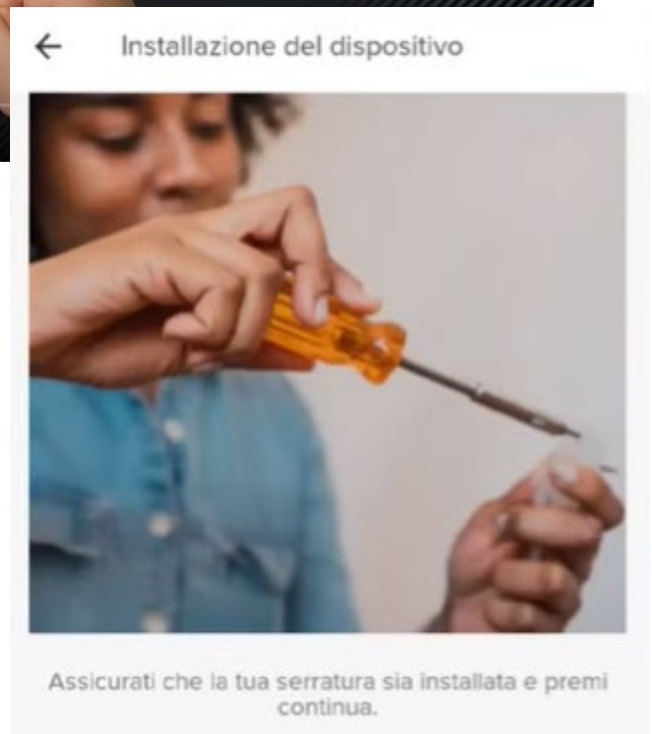 Installazione del dispositivo
Assicurati che la tua serratura sia installata e premi
continua.